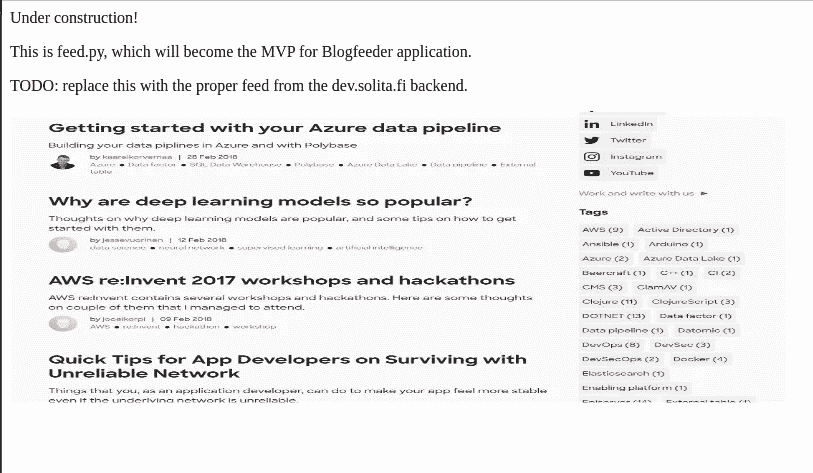 Under construction!
This is feed.py, which will become the MVP for Blogfeeder application.
TODO: replace this with the proper feed from the dev.solita.fi backend.
Getting started with your Azure data pipeline
Building your data piplines in Azure and with Polybase
by kaarelkorvemaa | 28 Feb 2018
Azure • Data factor • SQL Data Warehouse • Polybase • Azure Data Lake • Data pipeline • External
table
Why are deep learning models so popular?
Thoughts on why deep learning models are popular, and some tips on how to get
started with them.
by jessevuorinen | 12 Feb 2018
data science • neural network • supervised learning • artificial intelligence
AWS re:Invent 2017 workshops and hackathons
AWS re:Invent contains several workshops and hackathons. Here are some thoughts
on couple of them that I managed to attend.
by | 09 Feb 2018
AWS • re:invent • hackathon • workshop
Quick Tips for App Developers on Surviving with
Unreliable Network
Things that you, as an application developer, can do to make your app feel more stable
even if the underlying network is unreliable.
LinkedIn
Twitter
Instagram
YouTube
Work and write with us ►
Tags
AWS (9) Active Directory (1)
Ansible (1) Arduino (1)
Azure (2) Azure Data Lake (1)
Beercraft (1) C++ (1) CI (2)
CMS (3) ClamAV (1)
Clojure (11) ClojureScript (3)
DOTNET (13) Data factor (1)
Data pipeline (1) Datomic (1)
DevOps (8) DevSec (3)
DevSecOps (2) Docker (4)
Elasticsearch (1)
Enabling platform (1)
Episerver (14) External table (1)